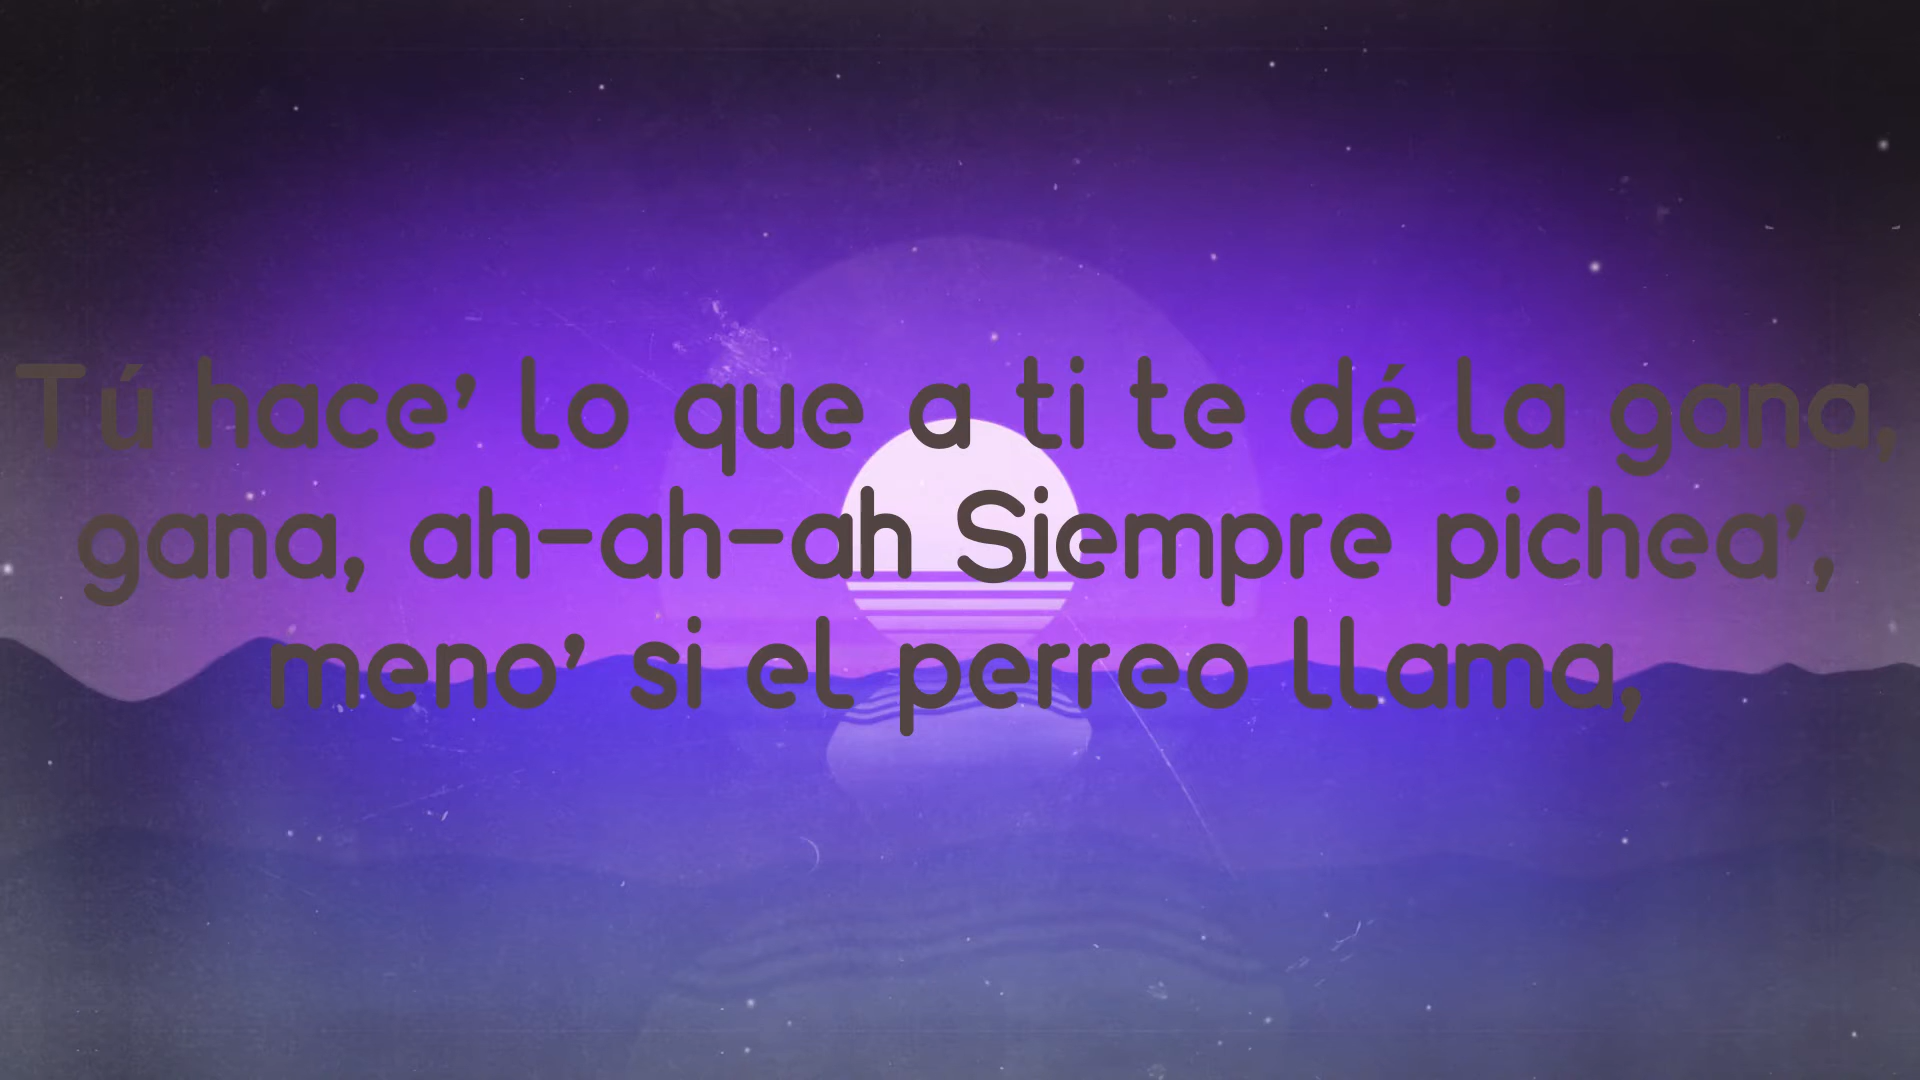 Tú hace’ lo que a ti te dé la gana,
gana, ah-ah-ah Siempre pichea’,
meno’ si el perreo llama,